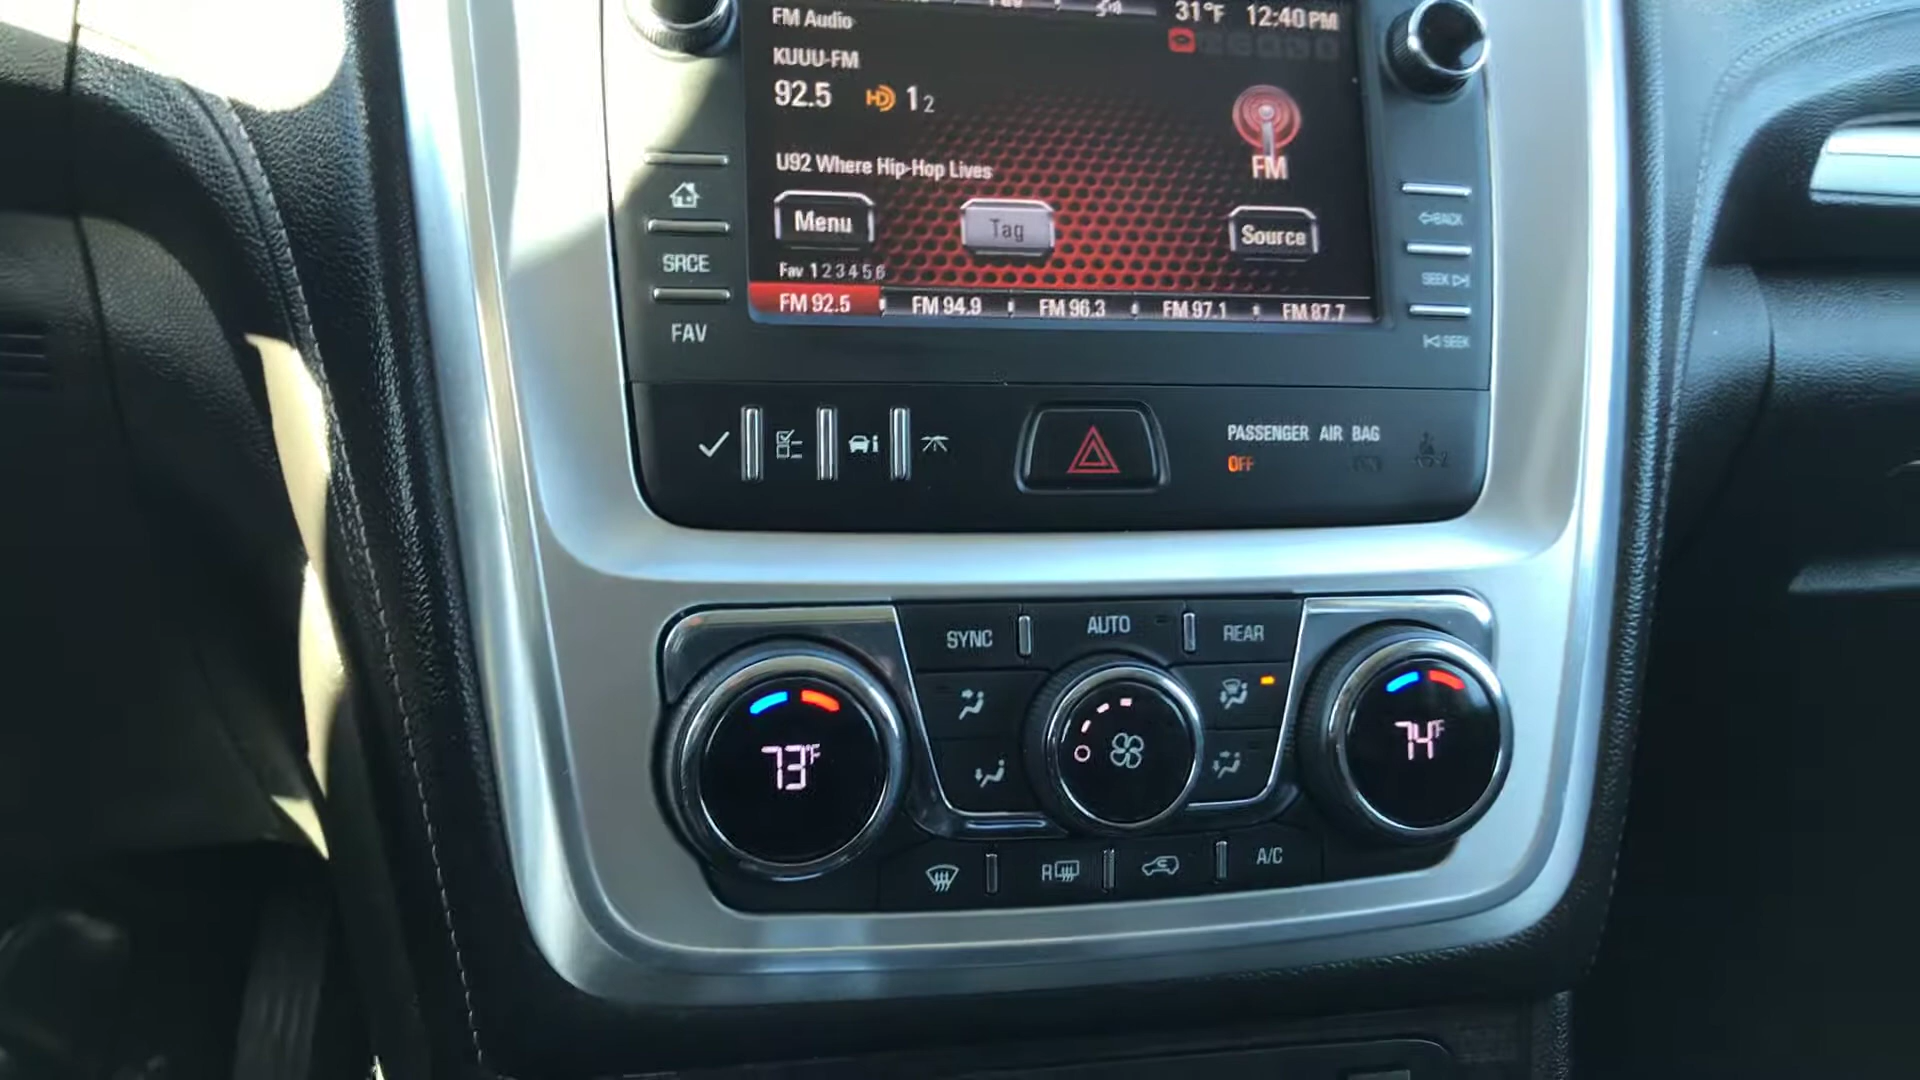 FM Audio
31°F 12:40 PM
KUUU-FM
92.5 HD 1 2
U92 Where Hip-Hop Lives
FM
Menu
Tag
Source
Fav 1 2 3 4 5 6
FM 92.5
FM 94.9
FM 96.3
FM 97.1
FM 87.7
SRCE
FAV
BACK
SEEK
SEEK
PASSENGER AIR BAG
OFF
SYNC
AUTO
REAR
73°F
74°F
R
A/C